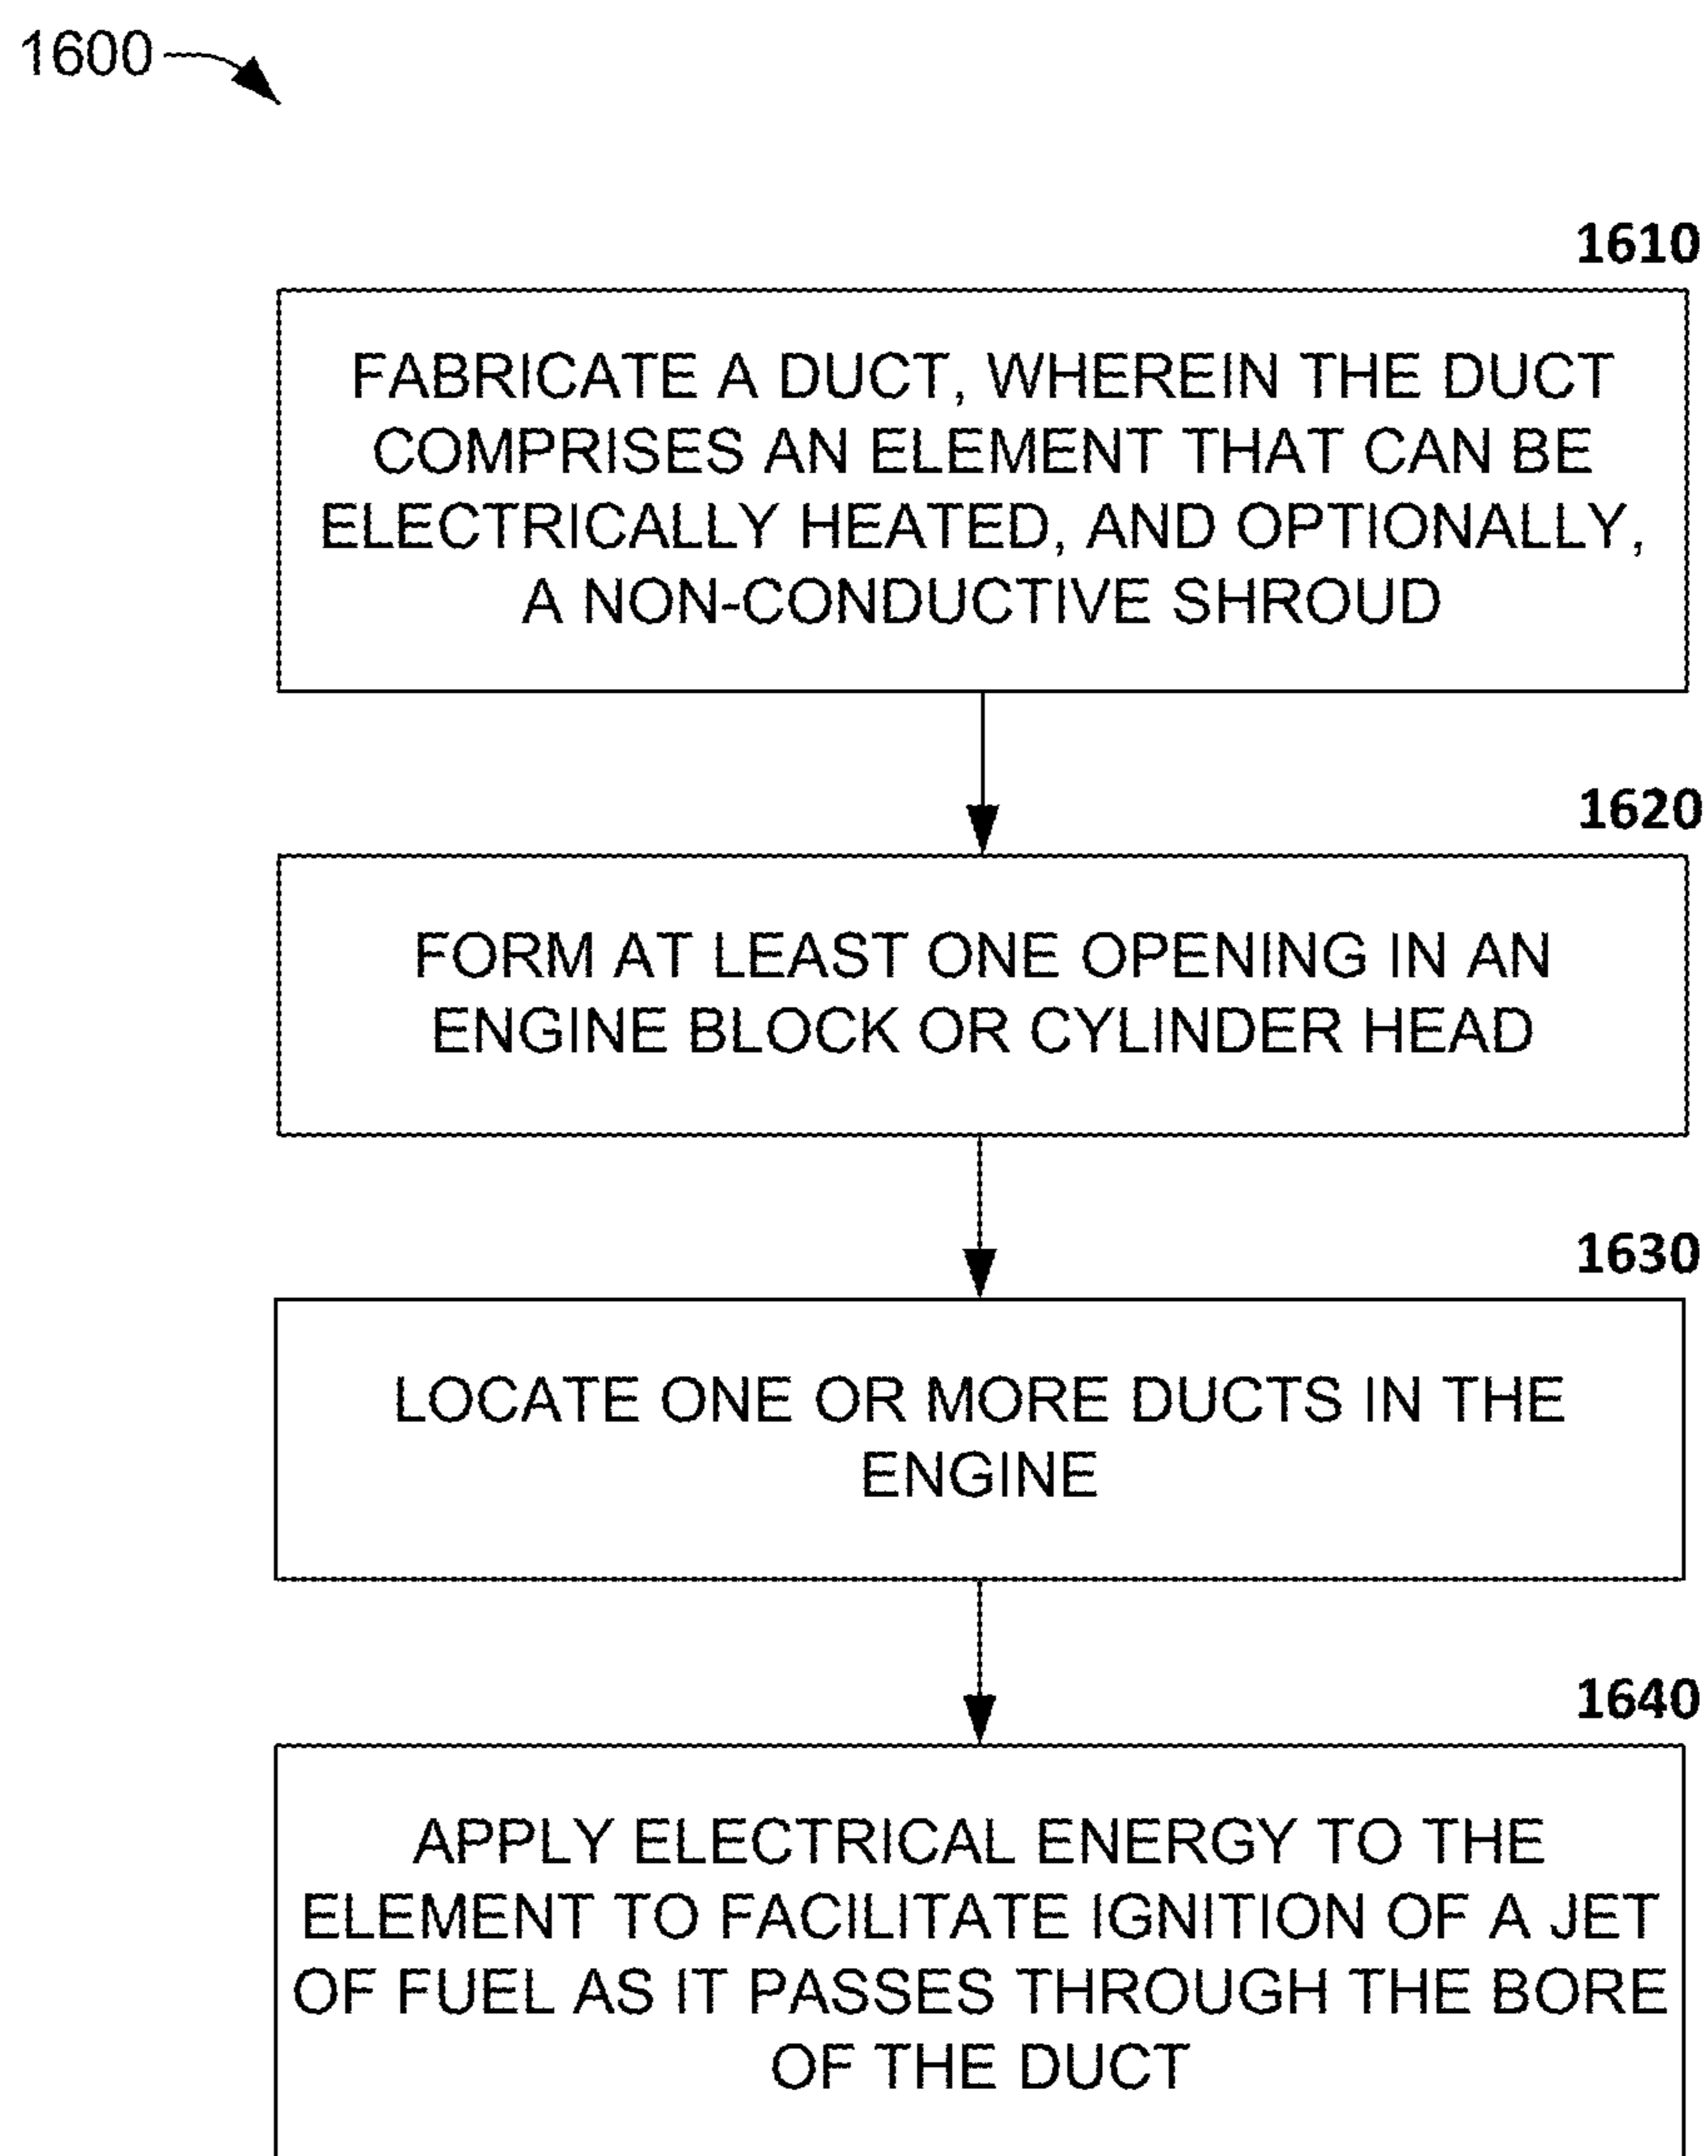 1600
1610
FABRICATE A DUCT, WHEREIN THE DUCT
COMPRISES AN ELEMENT THAT CAN BE
ELECTRICALLY HEATED, AND OPTIONALLY,
A NON-CONDUCTIVE SHROUD
1620
FORM AT LEAST ONE OPENING IN AN
ENGINE BLOCK OR CYLINDER HEAD
1630
LOCATE ONE OR MORE DUCTS IN THE
ENGINE
1640
APPLY ELECTRICAL ENERGY TO THE
ELEMENT TO FACILITATE IGNITION OF A JET
OF FUEL AS IT PASSES THROUGH THE BORE
OF THE DUCT